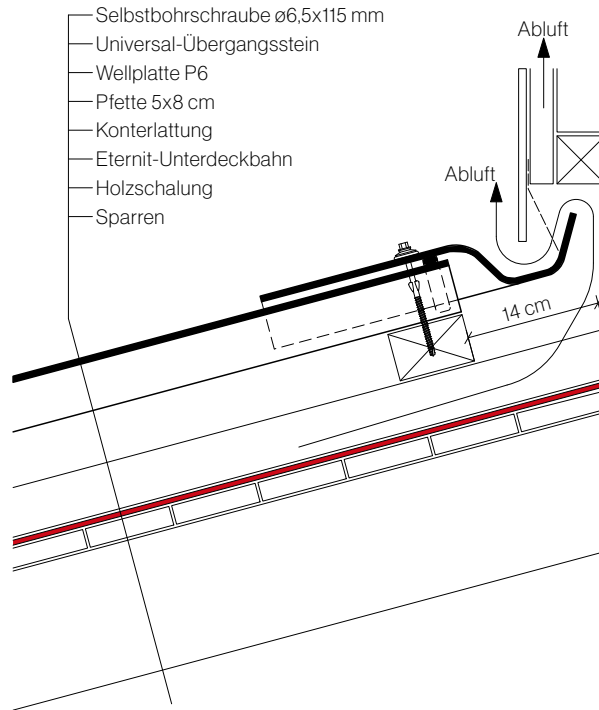 Selbstbohrschraube ø6,5x115 mm
Universal-Übergangsstein
Wellplatte P6
Pfette 5x8 cm
Konterlattung
Eternit-Unterdeckbahn
Holzschalung
Sparren
Abluft
Abluft
14 cm